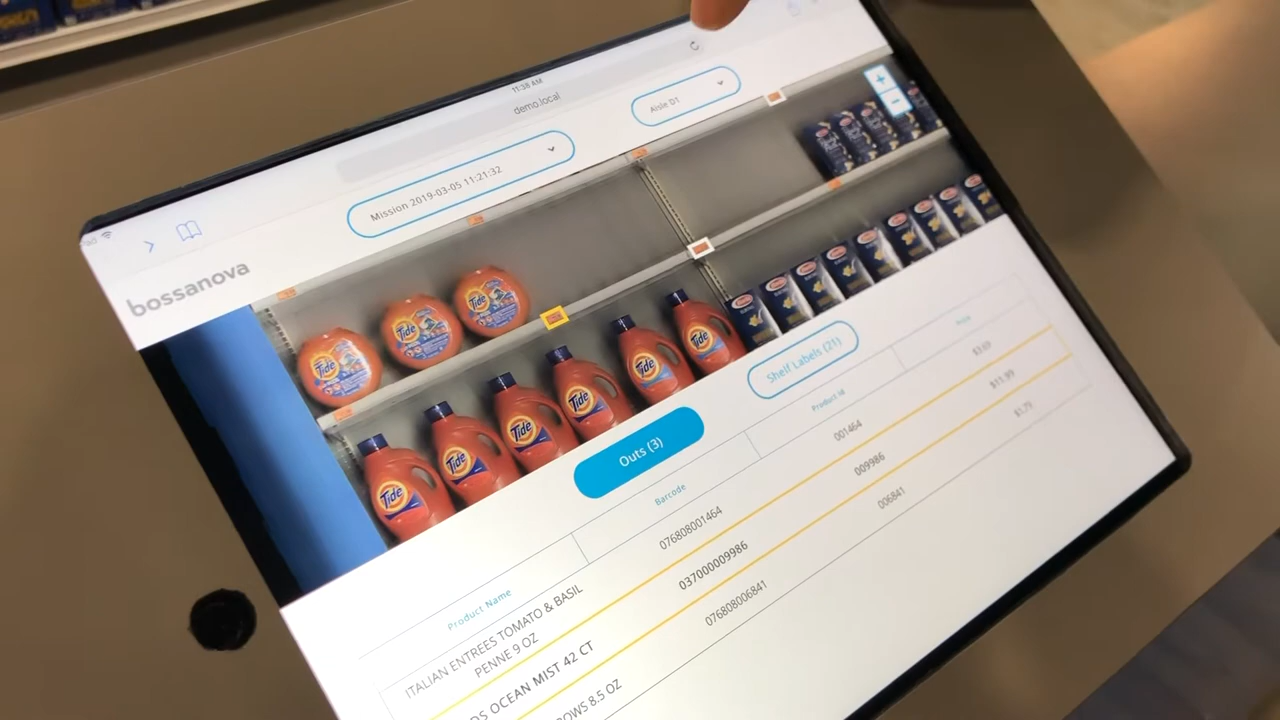 11:38 AM
demo.local
Mission 2019-03-05 11:21:32
Aisle D1
bossanova
+
-
Tide
Tide
Tide
Tide
Tide
Tide
Tide
Tide
Tide
Outs (3)
Shelf Labels (21)
Product Name
Barcode
Product Id
Price
ITALIAN ENTREES TOMATO & BASIL
PENNE 9 OZ
076808001464
001464
$3.69
DS OCEAN MIST 42 CT
037000009986
009986
$11.99
OWS 8.5 OZ
076808006841
006841
$1.79